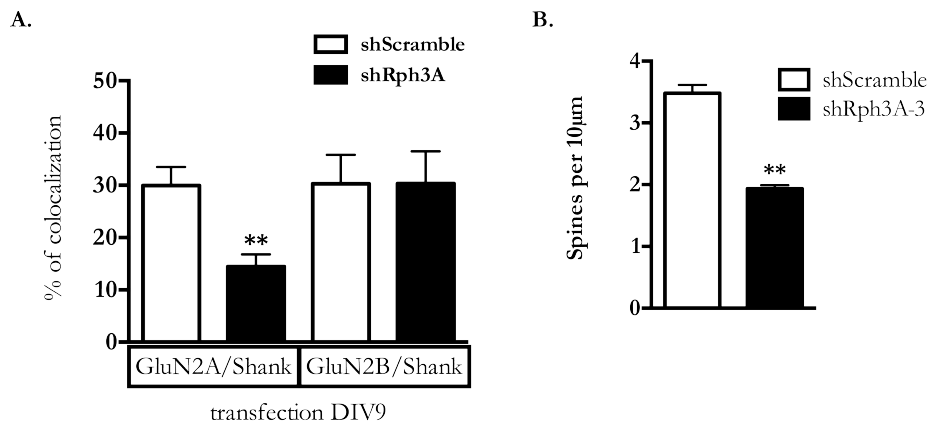 A.
shScramble
shRph3A
% of colocalization
50
40
30
20
10
0
**
GluN2A/Shank
GluN2B/Shank
transfection DIV9
B.
shScramble
shRph3A-3
Spines per 10µm
4
3
2
1
0
**